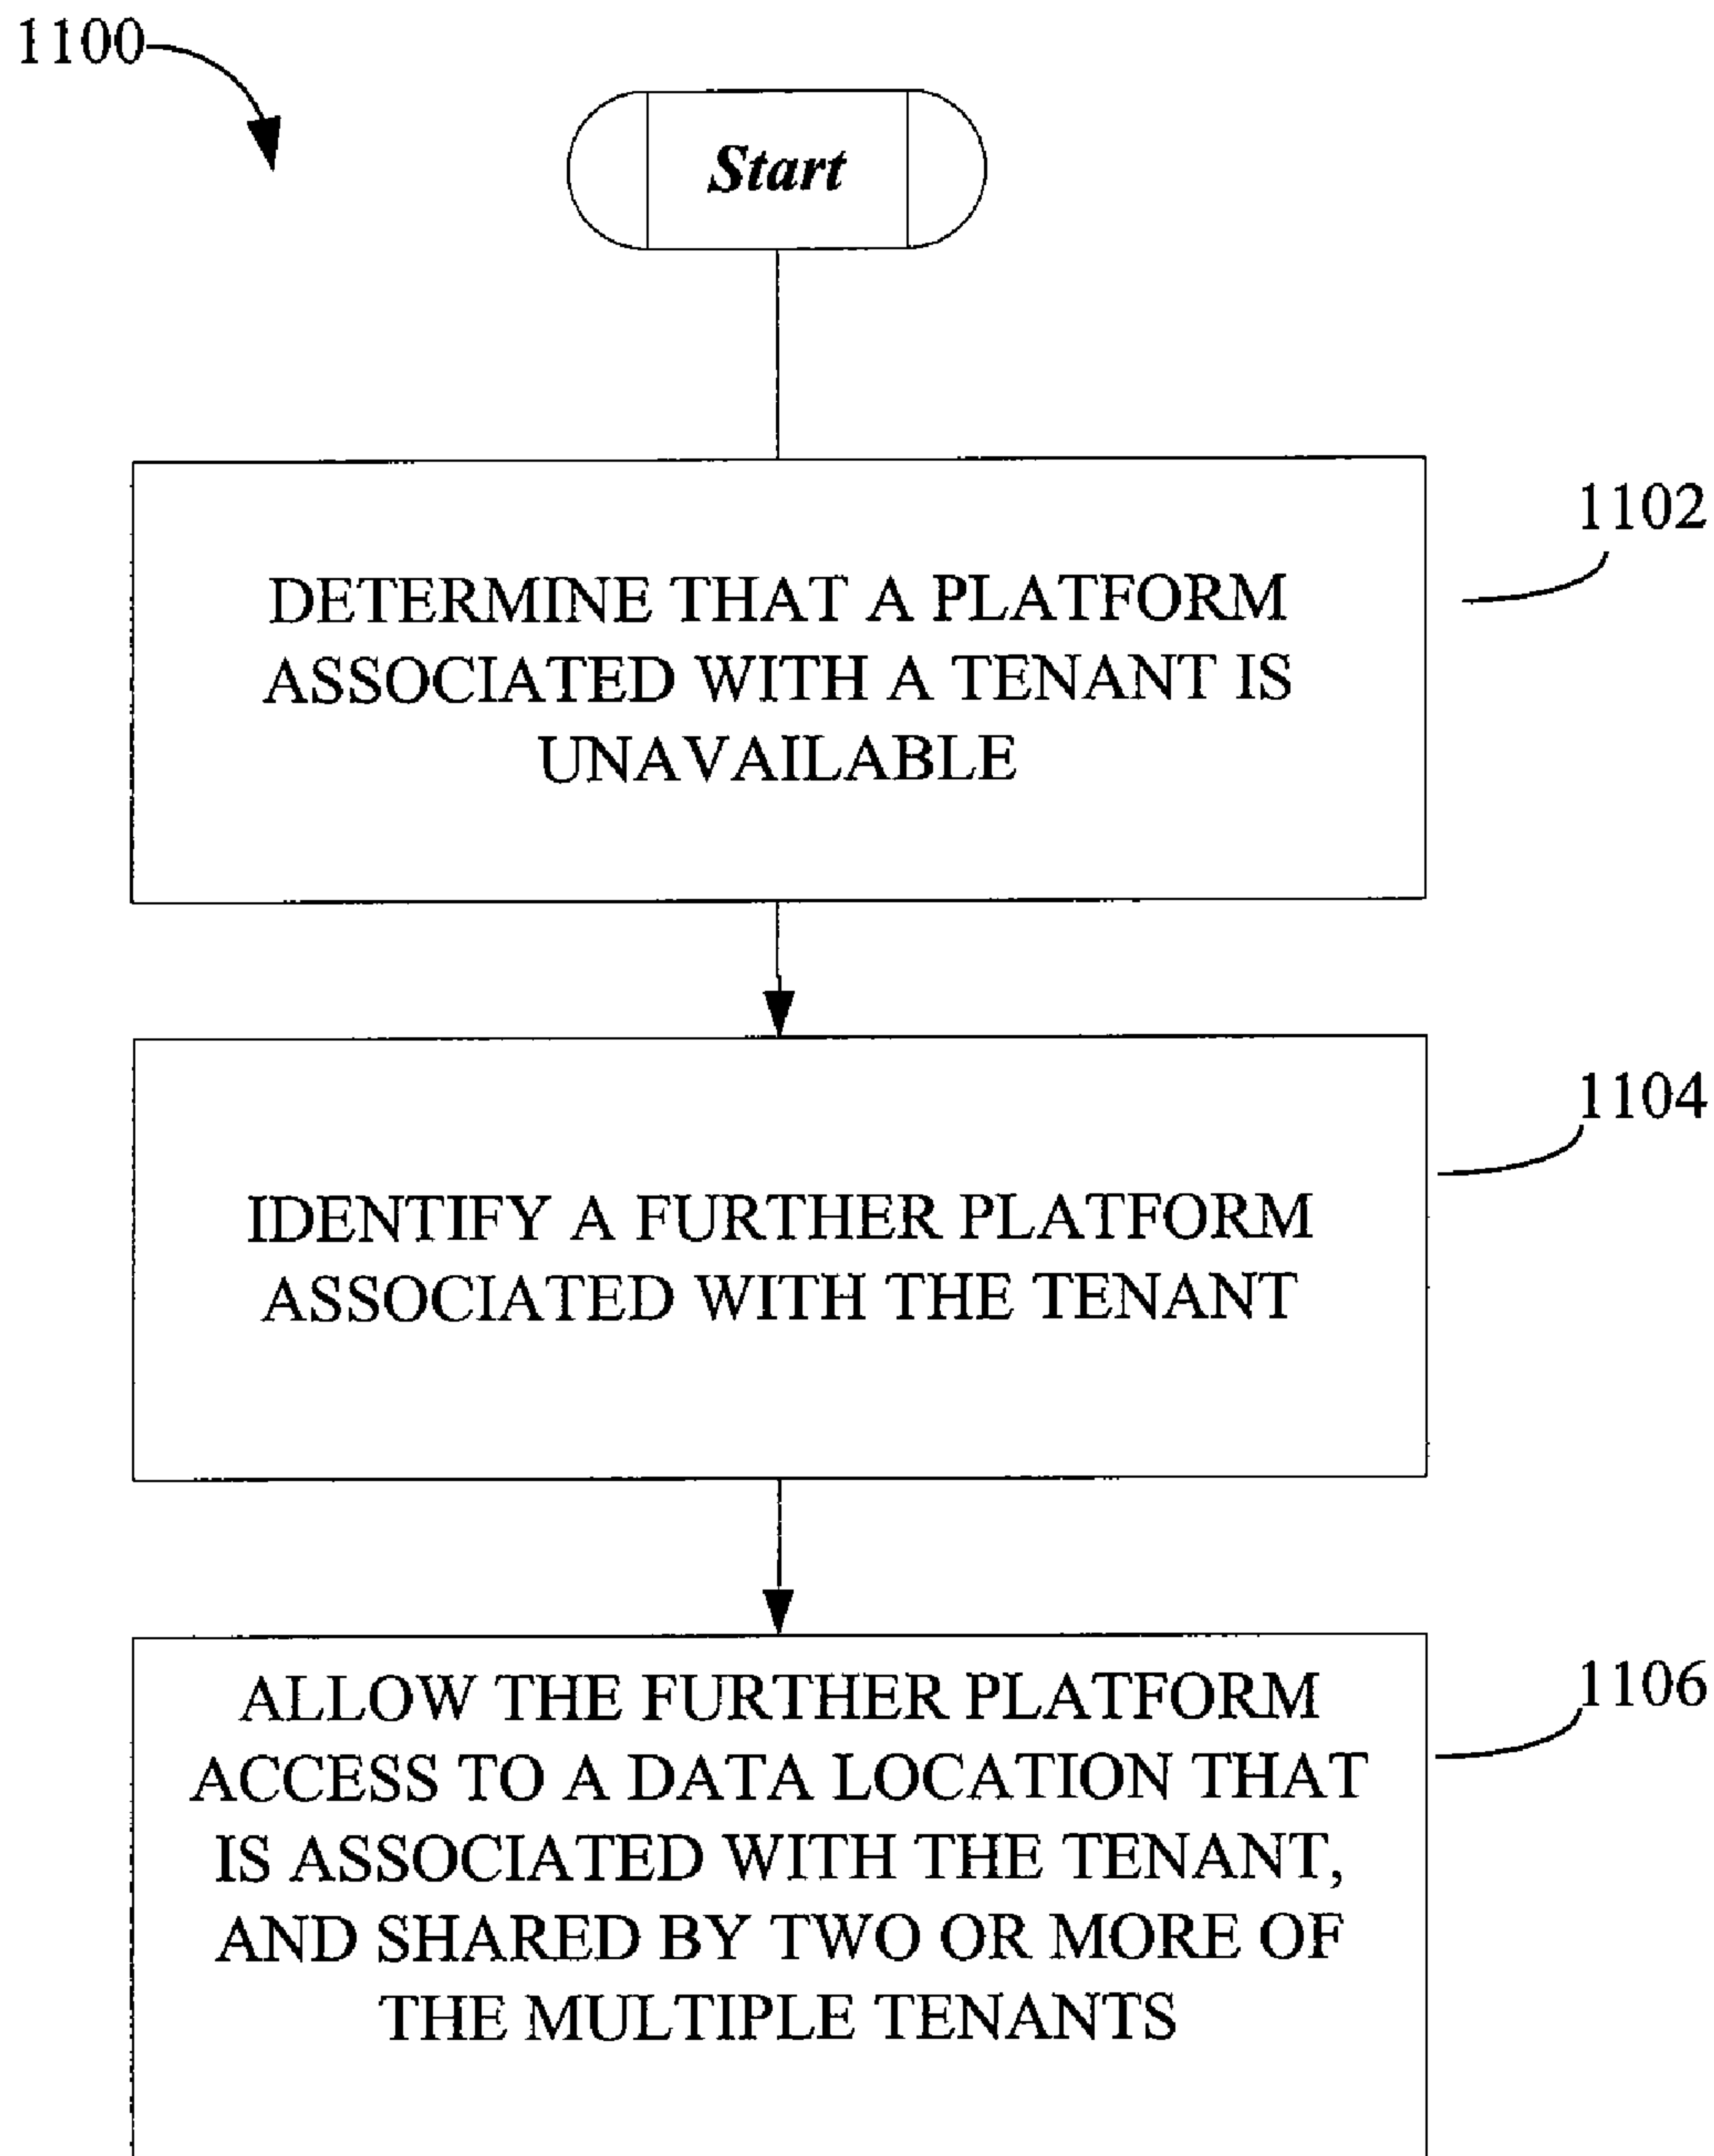 1100
Start
1102
DETERMINE THAT A PLATFORM
ASSOCIATED WITH A TENANT IS
UNAVAILABLE
1104
IDENTIFY A FURTHER PLATFORM
ASSOCIATED WITH THE TENANT
1106
ALLOW THE FURTHER PLATFORM
ACCESS TO A DATA LOCATION THAT
IS ASSOCIATED WITH THE TENANT,
AND SHARED BY TWO OR MORE OF
THE MULTIPLE TENANTS